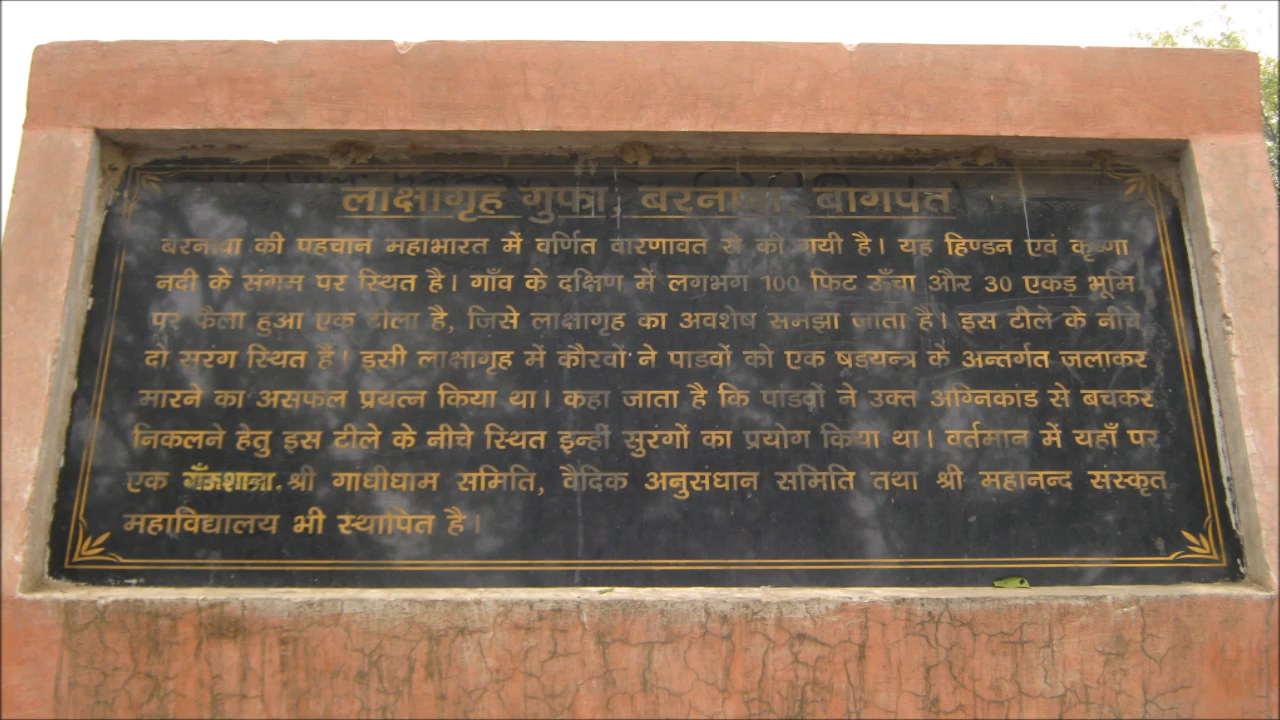 लाक्षागृह गुफा, बरनावा, बागपत
बरनावा की पहचान महाभारत में वर्णित वारणावत से की गयी है। यह हिण्डन एवं कृष्णा
नदी के संगम पर स्थित है। गाँव के दक्षिण में लगभग 100 फिट ऊँचा और 30 एकड़ भूमि
पर फैला हुआ एक टीला है, जिसे लाक्षागृह का अवशेष समझा जाता है। इस टीले के नीचे
दो सरंग स्थित हैं। इसी लाक्षागृह में कौरवों ने पाडवों को एक षडयन्त्र के अन्तर्गत जलाकर
मारने का असफल प्रयत्न किया था। कहा जाता है कि पांडवों ने उक्त अग्निकाड से बचकर
निकलने हेतु इस टीले के नीचे स्थित इन्हीं सुरंगों का प्रयोग किया था। वर्तमान में यहाँ पर
एक श्री गाधीधाम समिति, वैदिक अनुसंधान समिति तथा श्री महानन्द संस्कृत
महाविद्यालय भी स्थापित है।